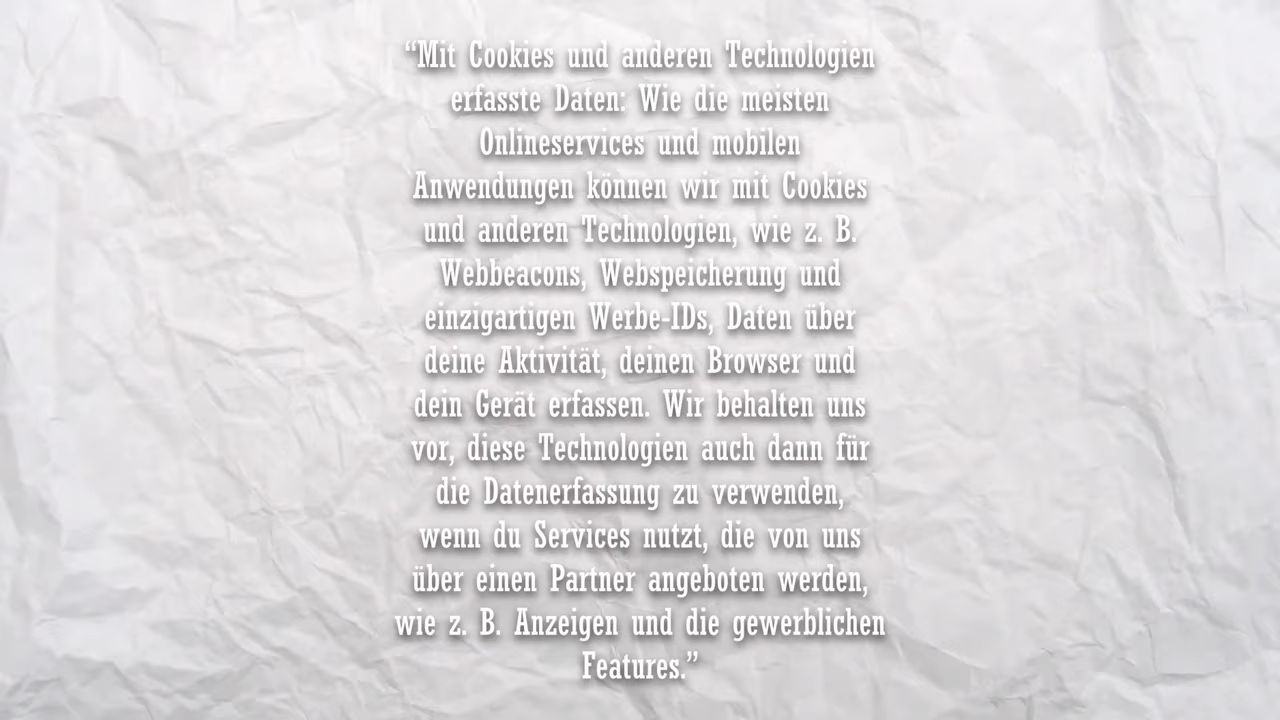 “Mit Cookies und anderen Technologien
erfasste Daten: Wie die meisten
Onlineservices und mobilen
Anwendungen können wir mit Cookies
und anderen Technologien, wie z. B.
Webbeacons, Webspeicherung und
einzigartigen Werbe-IDs, Daten über
deine Aktivität, deinen Browser und
dein Gerät erfassen. Wir behalten uns
vor, diese Technologien auch dann für
die Datenerfassung zu verwenden,
wenn du Services nutzt, die von uns
über einen Partner angeboten werden,
wie z. B. Anzeigen und die gewerblichen
Features.”